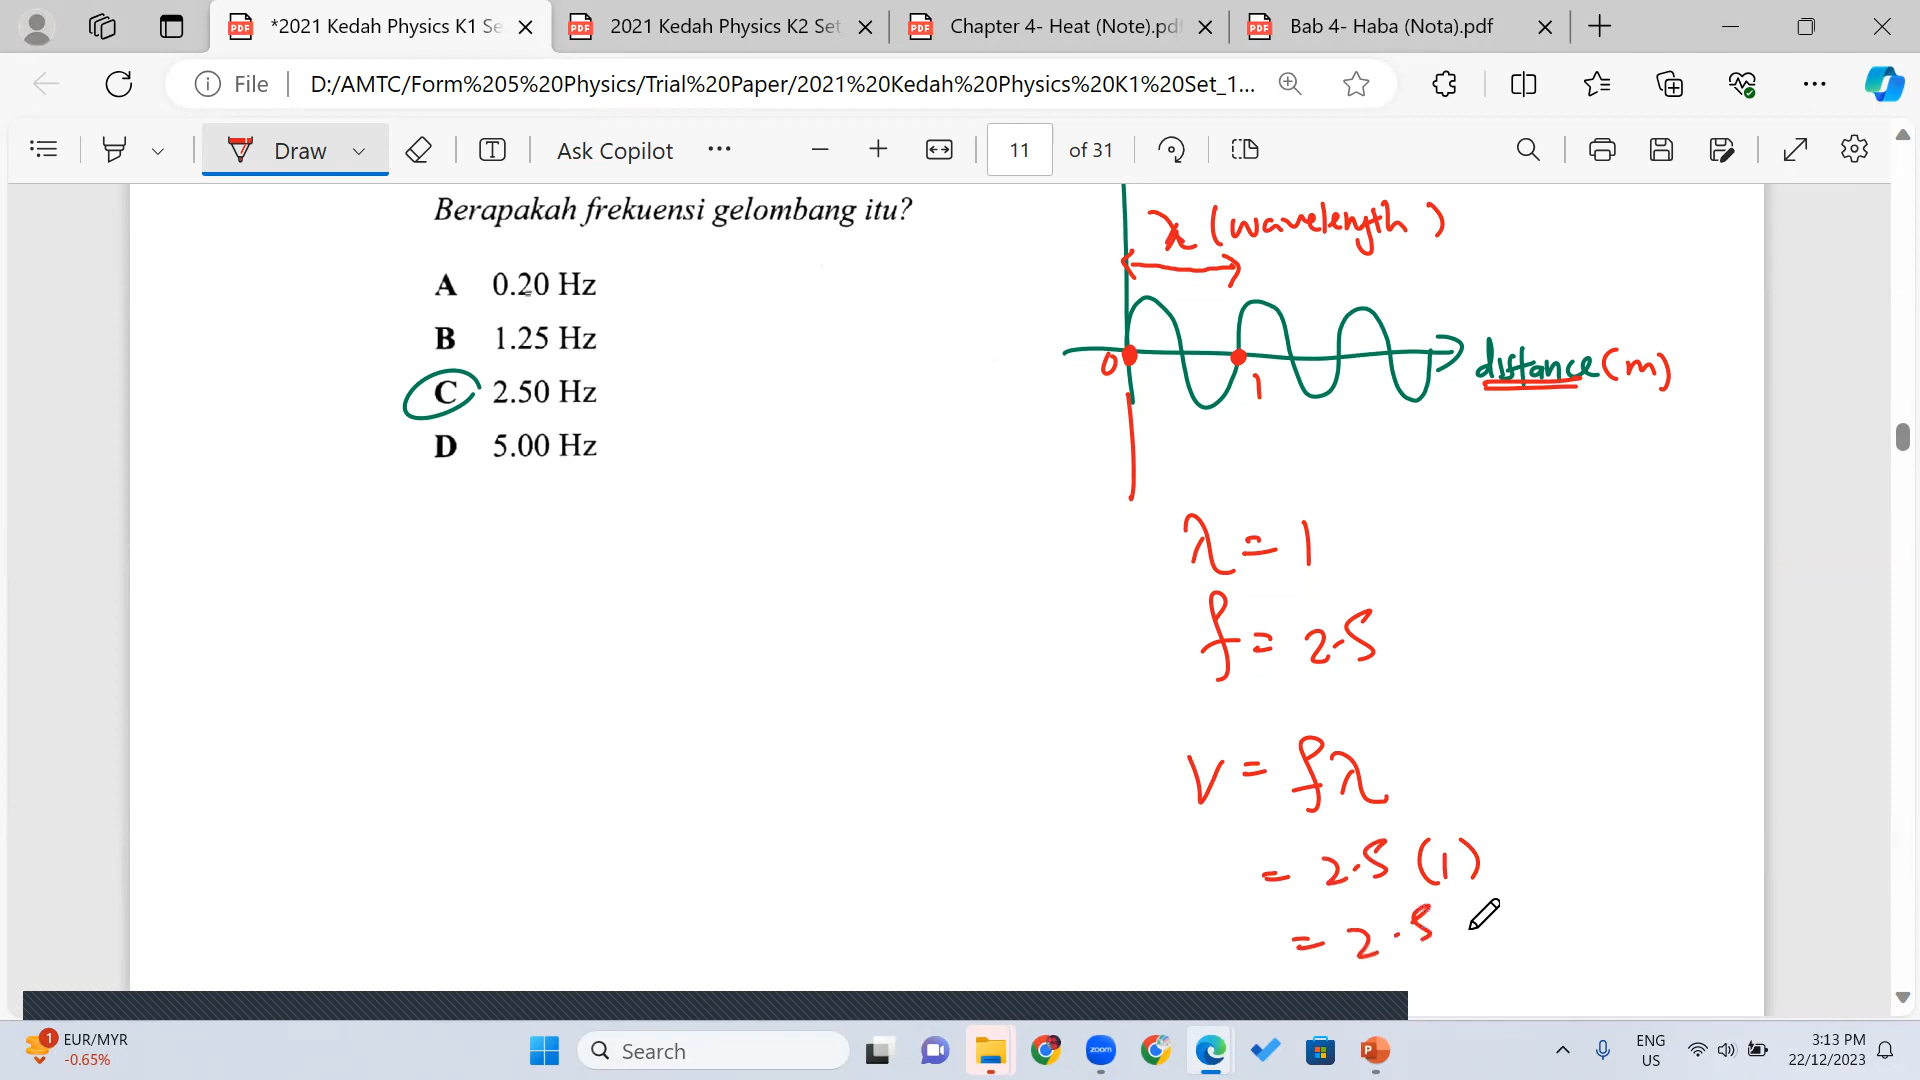 *2021 Kedah Physics K1 Se
2021 Kedah Physics K2 Set
Chapter 4- Heat (Note).pdf
Bab 4- Haba (Nota).pdf
File
D:/AMTC/Form%205%20Physics/Trial%20Paper/2021%20Kedah%20Physics%20K1%20Set_1...
Draw
T
Ask Copilot
11 of 31
Berapakah frekuensi gelombang itu?
A 0.20 Hz
B 1.25 Hz
C 2.50 Hz
D 5.00 Hz
λ (wavelength)
0
1
distance (m)
λ = 1
f = 2.5
v = fλ
= 2.5 (1)
= 2.5
1
EUR/MYR
-0.65%
Search
zoom
ENG
US
3:13 PM
22/12/2023